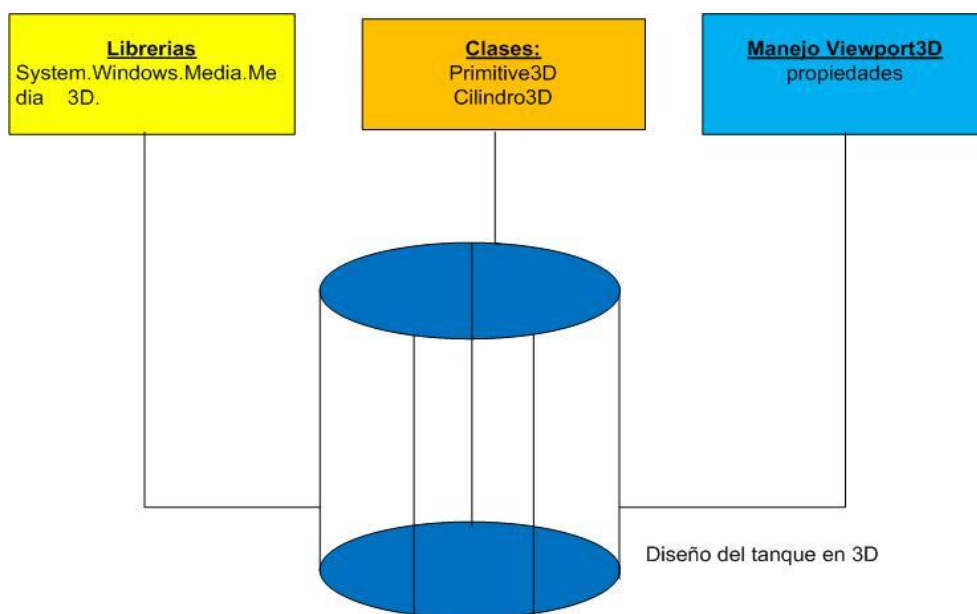 Librerias
System.Windows.Media.Me
dia 3D.
Clases:
Primitive3D
Cilindro3D
Manejo Viewport3D
propiedades
Diseño del tanque en 3D